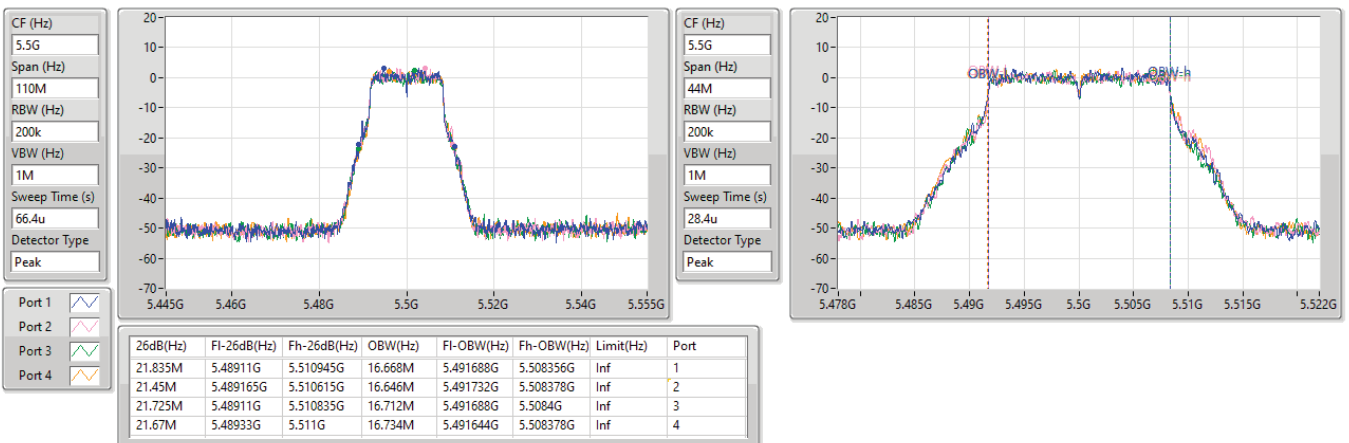 CF (Hz)
5.5G
Span (Hz)
110M
RBW (Hz)
200k
VBW (Hz)
1M
Sweep Time (s)
66.4u
Detector Type
Peak
20
10
0
-10
-20
-30
-40
-50
-60
-70
5.445G 5.46G 5.48G 5.5G 5.52G 5.54G 5.555G
CF (Hz)
5.5G
Span (Hz)
44M
RBW (Hz)
200k
VBW (Hz)
1M
Sweep Time (s)
28.4u
Detector Type
Peak
20
10
0
-10
-20
-30
-40
-50
-60
-70
OBW-h
5.478G 5.485G 5.49G 5.495G 5.5G 5.505G 5.51G 5.515G 5.522G
Port 1
Port 2
Port 3
Port 4
26dB(Hz) Fl-26dB(Hz) Fh-26dB(Hz) OBW(Hz) Fl-OBW(Hz) Fh-OBW(Hz) Limit(Hz) Port
21.835M 5.48911G 5.510945G 16.668M 5.491688G 5.508356G Inf 1
21.45M 5.489165G 5.510615G 16.646M 5.491732G 5.508378G Inf 2
21.725M 5.48911G 5.510835G 16.712M 5.491688G 5.5084G Inf 3
21.67M 5.48933G 5.511G 16.734M 5.491644G 5.508378G Inf 4